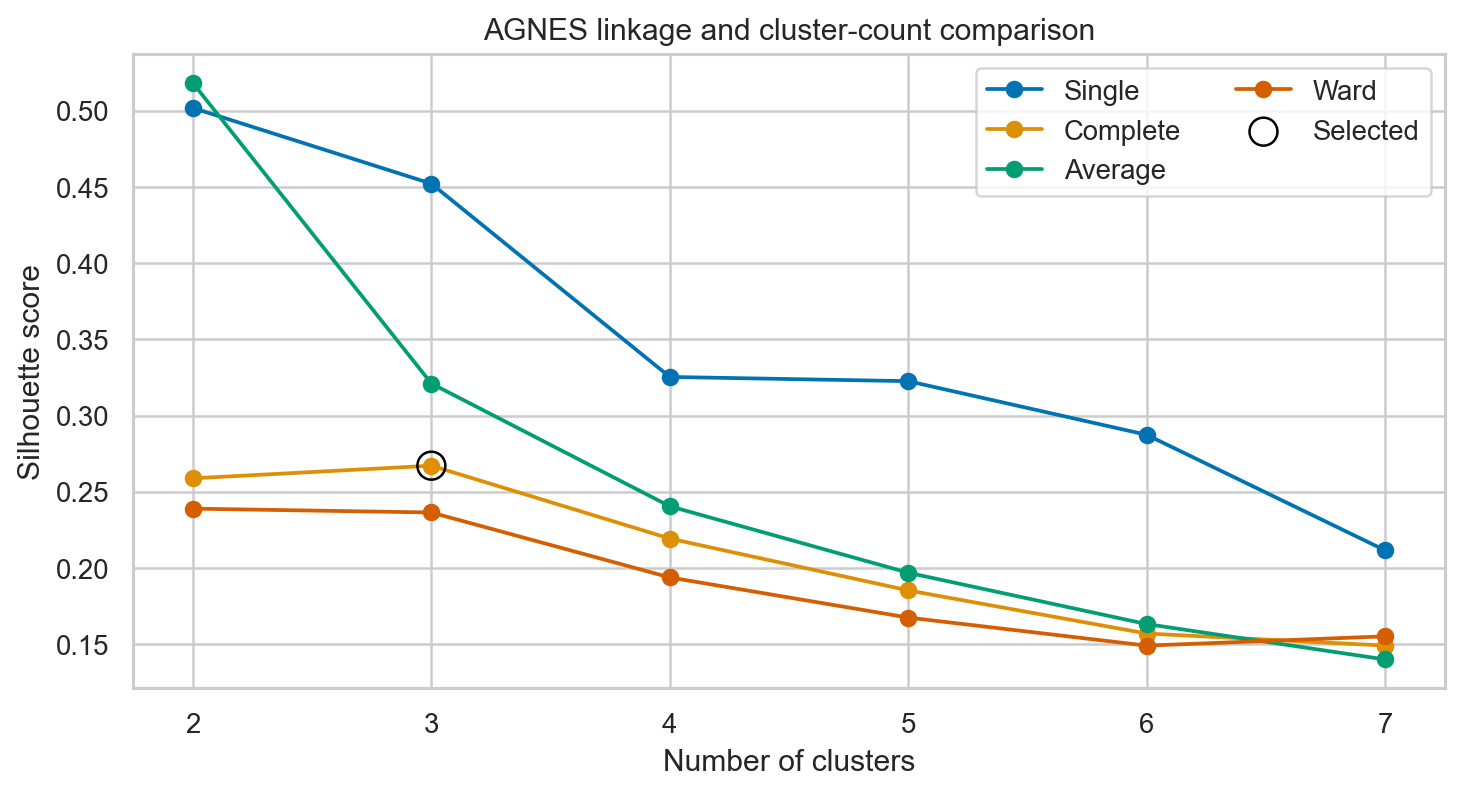 AGNES linkage and cluster-count comparison
Single
Complete
Average
Ward
Selected
Silhouette score
0.50
0.45
0.40
0.35
0.30
0.25
0.20
0.15
2 3 4 5 6 7
Number of clusters